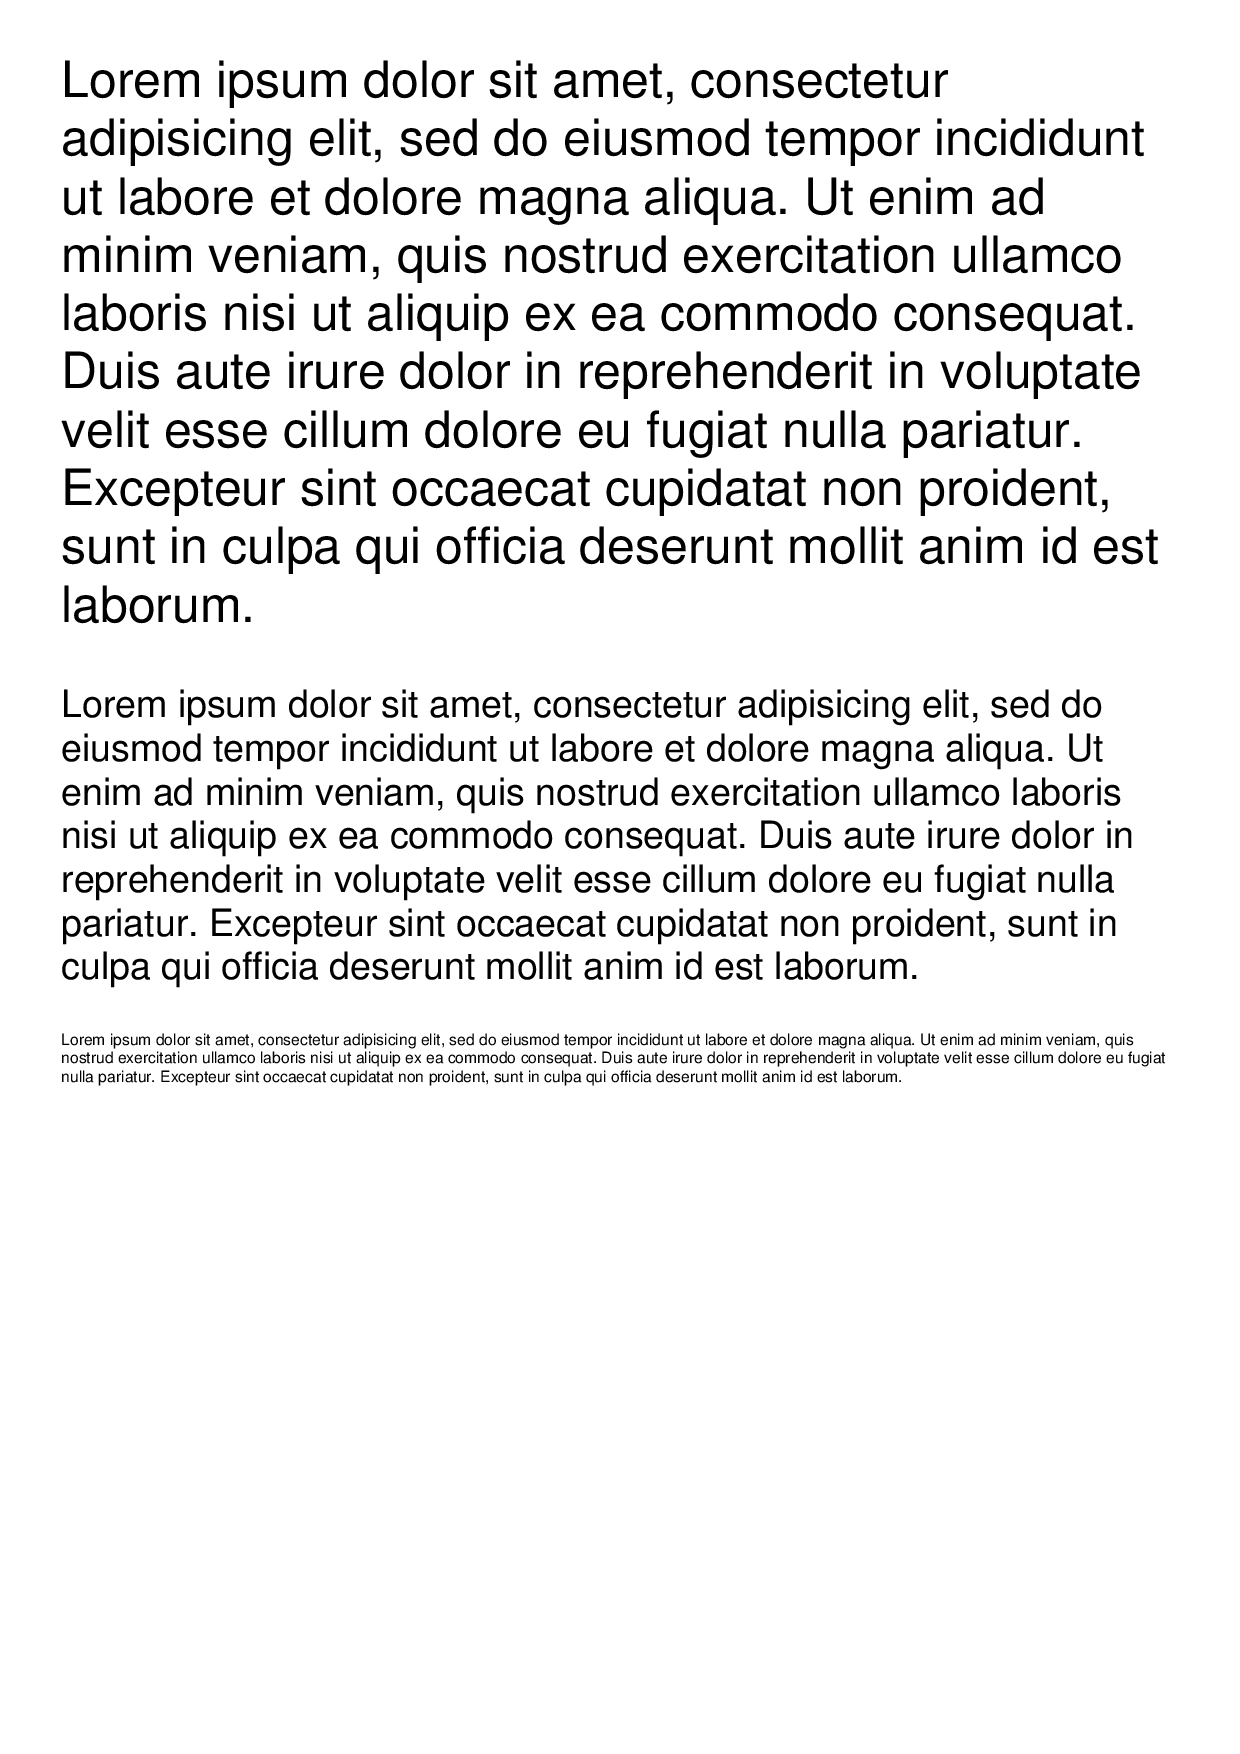 Lorem ipsum dolor sit amet, consectetur
adipisicing elit, sed do eiusmod tempor incididunt
ut labore et dolore magna aliqua. Ut enim ad
minim veniam, quis nostrud exercitation ullamco
laboris nisi ut aliquip ex ea commodo consequat.
Duis aute irure dolor in reprehenderit in voluptate
velit esse cillum dolore eu fugiat nulla pariatur.
Excepteur sint occaecat cupidatat non proident,
sunt in culpa qui officia deserunt mollit anim id est
laborum.
Lorem ipsum dolor sit amet, consectetur adipisicing elit, sed do
eiusmod tempor incididunt ut labore et dolore magna aliqua. Ut
enim ad minim veniam, quis nostrud exercitation ullamco laboris
nisi ut aliquip ex ea commodo consequat. Duis aute irure dolor in
reprehenderit in voluptate velit esse cillum dolore eu fugiat nulla
pariatur. Excepteur sint occaecat cupidatat non proident, sunt in
culpa qui officia deserunt mollit anim id est laborum.
Lorem ipsum dolor sit amet, consectetur adipisicing elit, sed do eiusmod tempor incididunt ut labore et dolore magna aliqua. Ut enim ad minim veniam, quis
nostrud exercitation ullamco laboris nisi ut aliquip ex ea commodo consequat. Duis aute irure dolor in reprehenderit in voluptate velit esse cillum dolore eu fugiat
nulla pariatur. Excepteur sint occaecat cupidatat non proident, sunt in culpa qui officia deserunt mollit anim id est laborum.